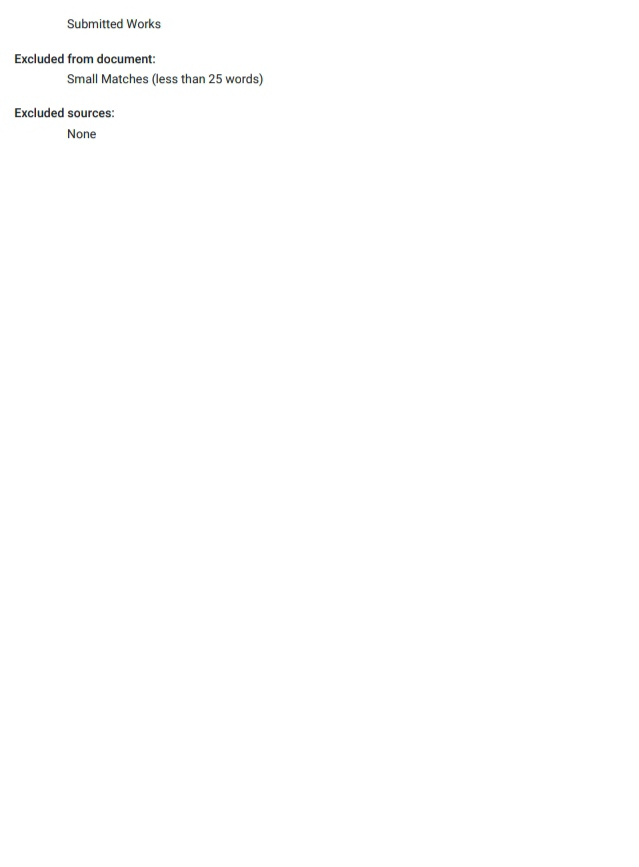 Submitted Works
Excluded from document:
Small Matches (less than 25 words)
Excluded sources:
None